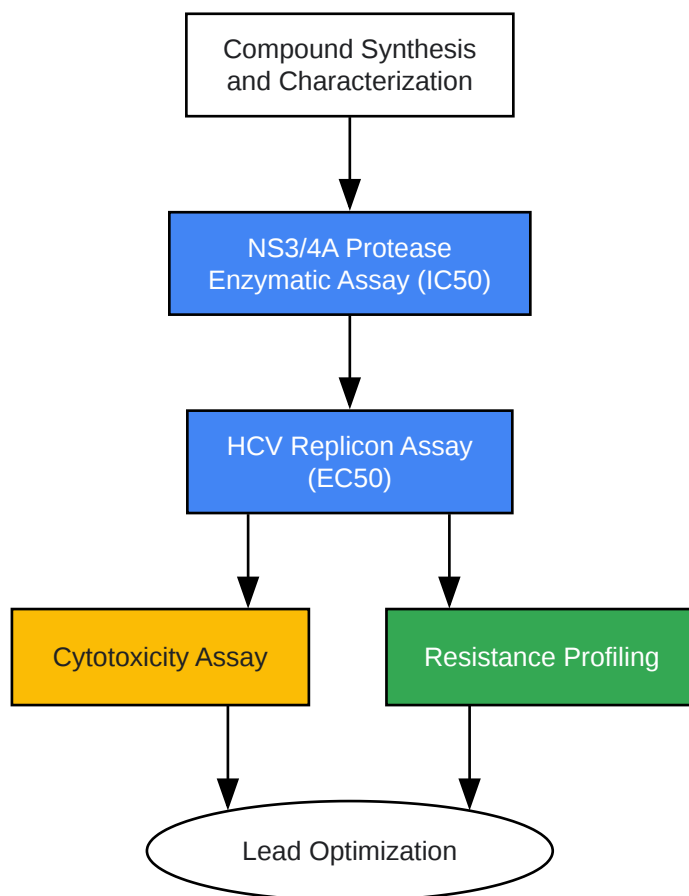 Compound Synthesis
and Characterization
NS3/4A Protease
Enzymatic Assay (IC50)
HCV Replicon Assay
(EC50)
Cytotoxicity Assay
Resistance Profiling
Lead Optimization